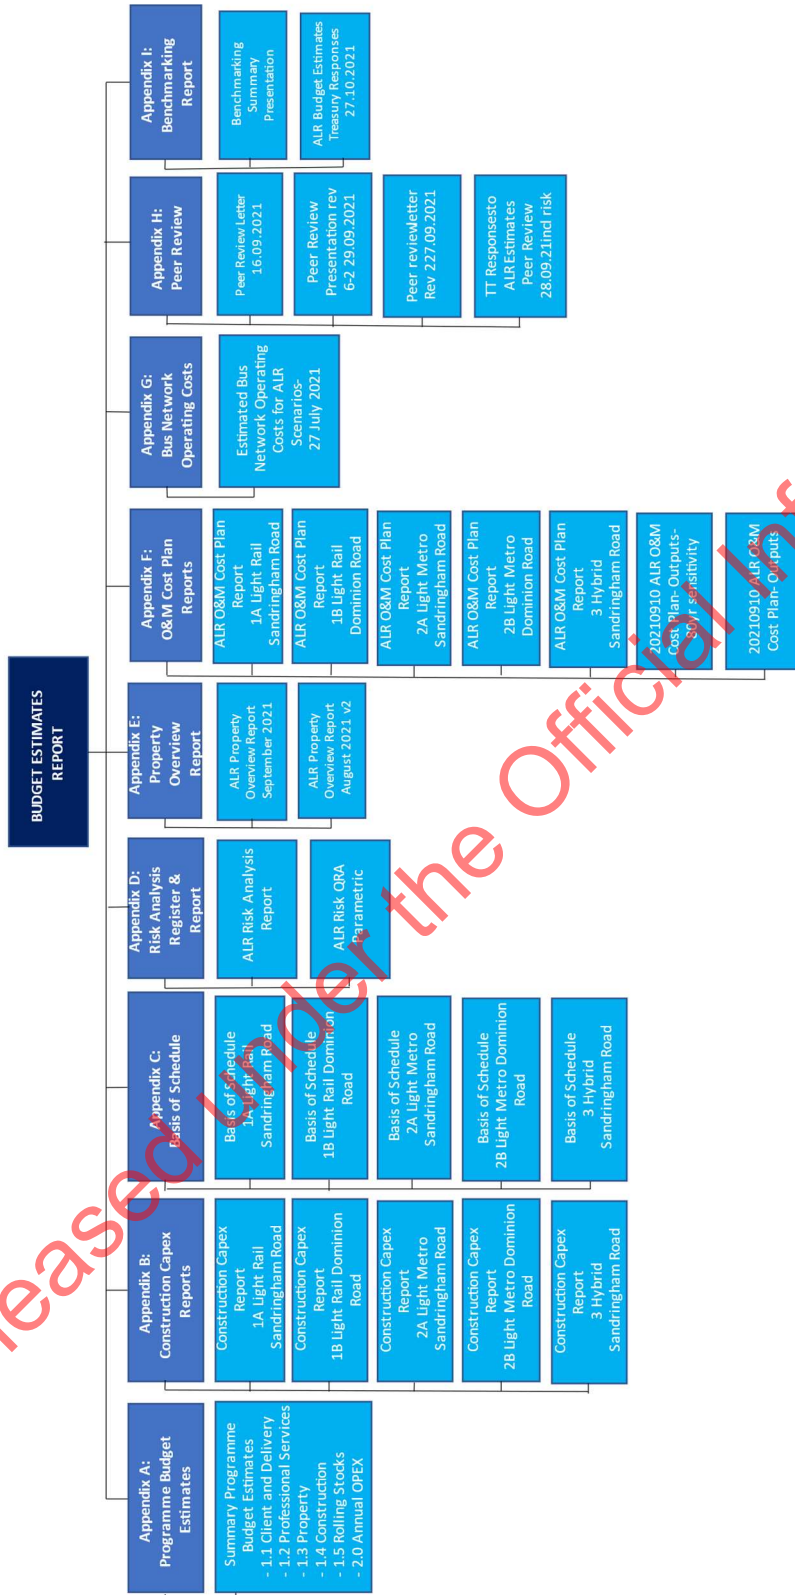 BUDGET ESTIMATES
REPORT
Appendix A:
Programme Budget
Estimates
Summary Programme
Budget Estimates
- 1.1 Client and Delivery
- 1.2 Professional Services
- 1.3 Property
- 1.4 Construction
- 1.5 Rolling Stocks
- 2.0 Annual OPEX
Appendix B:
Construction Capex
Reports
Construction Capex
Report
1A Light Rail
Sandringham Road
Construction Capex
Report
1B Light Rail Dominion
Road
Construction Capex
Report
2A Light Metro
Sandringham Road
Construction Capex
Report
2B Light Metro Dominion
Road
Construction Capex
Report
3 Hybrid
Sandringham Road
Appendix C:
Basis of Schedule
Basis of Schedule
1A Light Rail
Sandringham Road
Basis of Schedule
1B Light Rail Dominion
Road
Basis of Schedule
2A Light Metro
Sandringham Road
Basis of Schedule
2B Light Metro Dominion
Road
Basis of Schedule
3 Hybrid
Sandringham Road
Appendix D:
Risk Analysis
Register &
Report
ALR Risk Analysis
Report
ALR Risk QRA
Parametric
Appendix E:
Property
Overview
Report
ALR Property
Overview Report
September 2021
ALR Property
Overview Report
August 2021 v2
Appendix F:
O&M Cost Plan
Reports
ALR O&M Cost Plan
Report
1A Light Rail
Sandringham Road
ALR O&M Cost Plan
Report
1B Light Rail
Dominion Road
ALR O&M Cost Plan
Report
2A Light Metro
Sandringham Road
ALR O&M Cost Plan
Report
2B Light Metro
Dominion Road
ALR O&M Cost Plan
Report
3 Hybrid
Sandringham Road
20210910 ALR O&M
Cost Plan- Outputs-
80yr sensitivity
20210910 ALR O&M
Cost Plan- Outputs
Appendix G:
Bus Network
Operating Costs
Estimated Bus
Network Operating
Costs for ALR
Scenarios-
27 July 2021
Appendix H:
Peer Review
Peer Review Letter
16.09.2021
Peer Review
Presentation rev
6-2 29.09.2021
Peer reviewLetter
Rev 227.09.2021
TT Responsesto
ALREstimates
Peer Review
28.09.21incl risk
Appendix I:
Benchmarking
Report
Benchmarking
Summary
Presentation
ALR Budget Estimates
Treasury Responses
27.10.2021
eased under the Official Inf